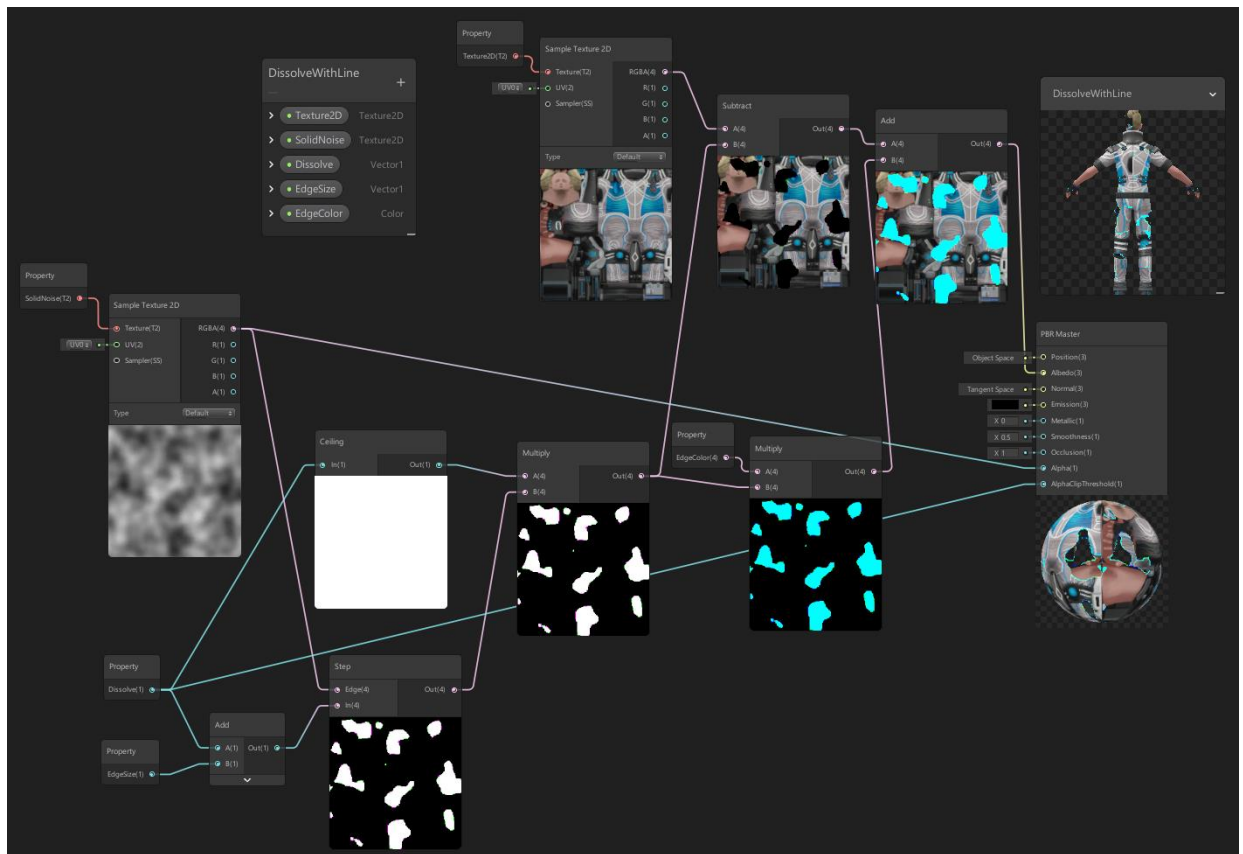 Property
Texture2D(T2)
Sample Texture 2D
Texture(T2) RGBA(4)
UV0 UV(2) R(1)
Sampler(SS) G(1)
B(1)
A(1)
Type Default
DissolveWithLine
+
Texture2D Texture2D
SolidNoise Texture2D
Dissolve Vector1
EdgeSize Vector1
EdgeColor Color
Subtract
A(4) Out(4)
B(4)
Add
A(4) Out(4)
B(4)
DissolveWithLine
Property
SolidNoise(T2)
Sample Texture 2D
Texture(T2) RGBA(4)
UV0 UV(2) R(1)
Sampler(SS) G(1)
B(1)
A(1)
Type Default
PBR Master
Object Space Position(3)
Albedo(3)
Tangent Space Normal(3)
Emission(3)
X 0 Metallic(1)
X 0.5 Smoothness(1)
X 1 Occlusion(1)
Alpha(1)
AlphaClipThreshold(1)
Ceiling
In(1) Out(1)
Multiply
A(4) Out(4)
B(4)
Property
EdgeColor(4)
Multiply
A(4) Out(4)
B(4)
Property
Dissolve(1)
Step
Edge(4) Out(4)
In(4)
Add
A(1) Out(1)
B(1)
Property
EdgeSize(1)